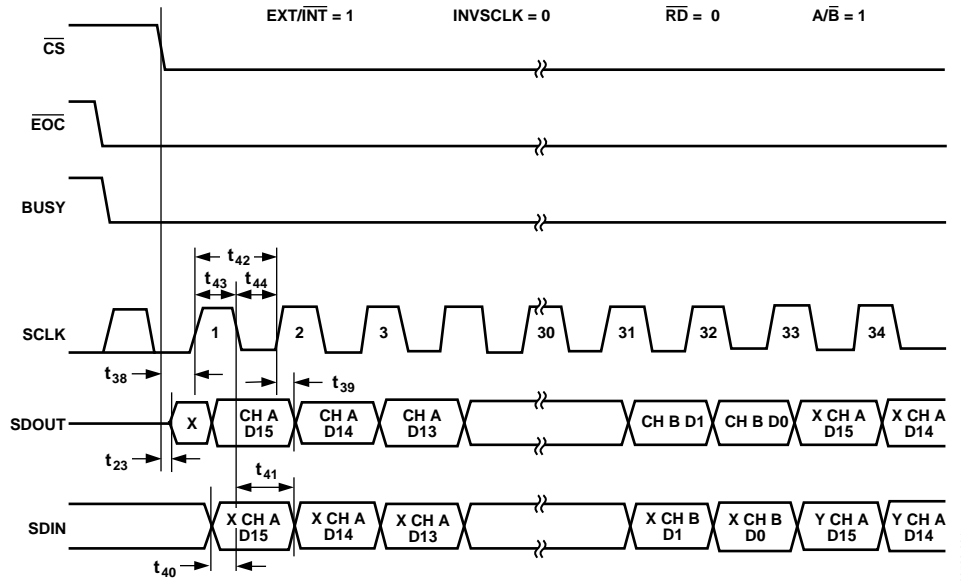 EXT/INT = 1 INVSCLK = 0 RD = 0 A/B = 1
CS
EOC
BUSY
t42
t43 t44
SCLK 1 2 3 30 31 32 33 34
t38 t39
SDOUT X CH A D15 CH A D14 CH A D13 CH B D1 CH B D0 X CH A D15 X CH A D14
t23
t41
SDIN X CH A D15 X CH A D14 X CH A D13 X CH B D1 X CH B D0 Y CH A D15 Y CH A D14
t40